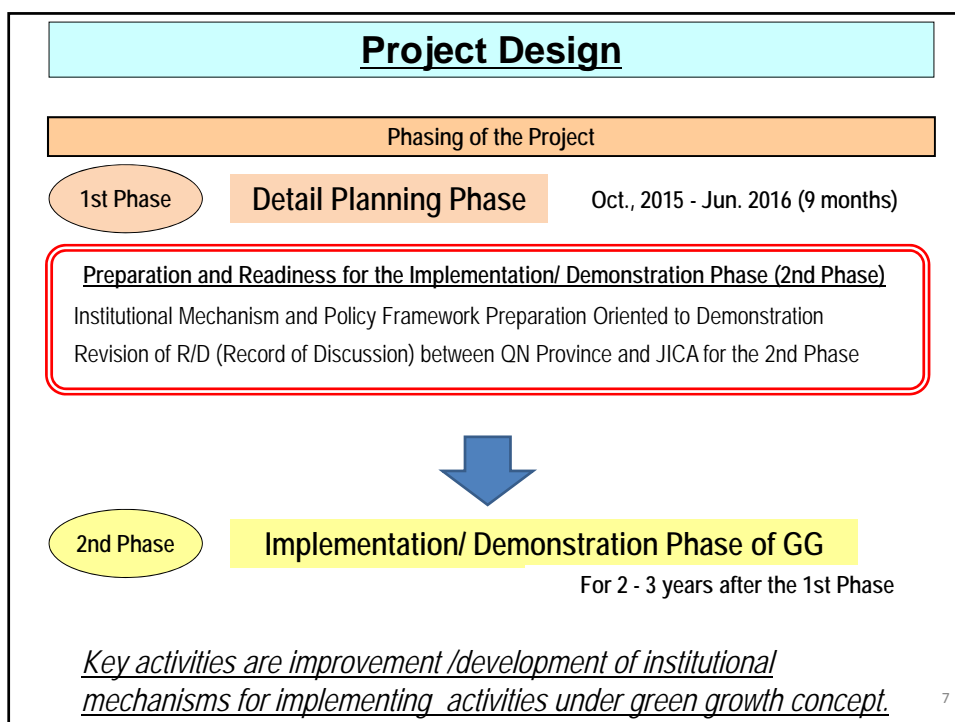 Project Design
Phasing of the Project
1st Phase
Detail Planning Phase
Oct., 2015 - Jun. 2016 (9 months)
Preparation and Readiness for the Implementation/ Demonstration Phase (2nd Phase)
Institutional Mechanism and Policy Framework Preparation Oriented to Demonstration
Revision of R/D (Record of Discussion) between QN Province and JICA for the 2nd Phase
2nd Phase
Implementation/ Demonstration Phase of GG
For 2 - 3 years after the 1st Phase
Key activities are improvement /development of institutional
mechanisms for implementing activities under green growth concept.
7